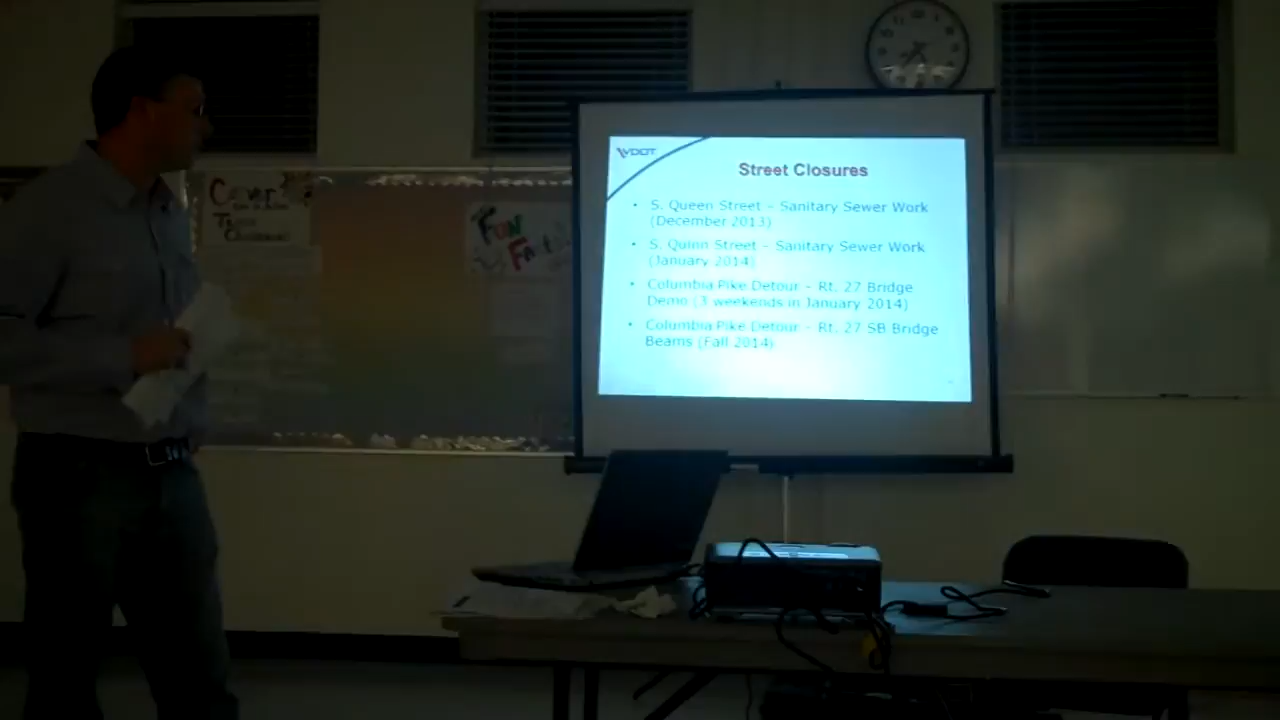 VDOT
Street Closures
• S. Queen Street – Sanitary Sewer Work
(December 2013)
• S. Quinn Street – Sanitary Sewer Work
(January 2014)
• Columbia Pike Detour – Rt. 27 Bridge
Demo (3 weekends in January 2014)
• Columbia Pike Detour – Rt. 27 SB Bridge
Beams (Fall 2014)
Fun